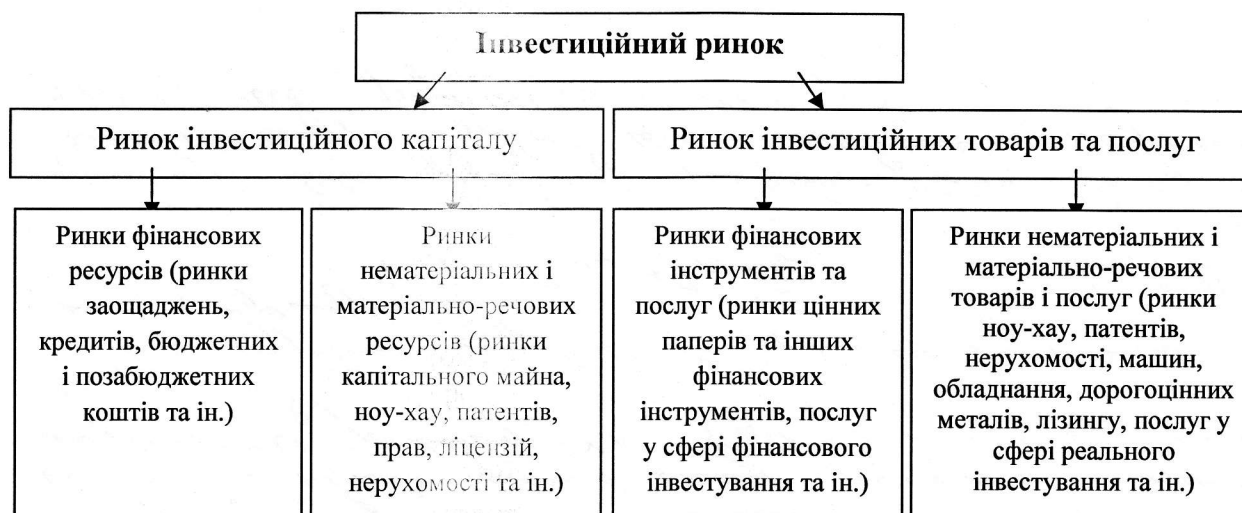 Інвестиційний ринок
Ринок інвестиційного капіталу
Ринок інвестиційних товарів та послуг
Ринки фінансових
ресурсів (ринки
заощаджень,
кредитів, бюджетних
і позабюджетних
коштів та ін.)
Ринки
нематеріальних і
матеріально-речових
ресурсів (ринки
капітального майна,
ноу-хау, патентів,
прав, ліцензій,
нерухомості та ін.)
Ринки фінансових
інструментів та
послуг (ринки цінних
паперів та інших
фінансових
інструментів, послуг
у сфері фінансового
інвестування та ін.)
Ринки нематеріальних і
матеріально-речових
товарів і послуг (ринки
ноу-хау, патентів,
нерухомості, машин,
обладнання, дорогоцінних
металів, лізингу, послуг у
сфері реального
інвестування та ін.)